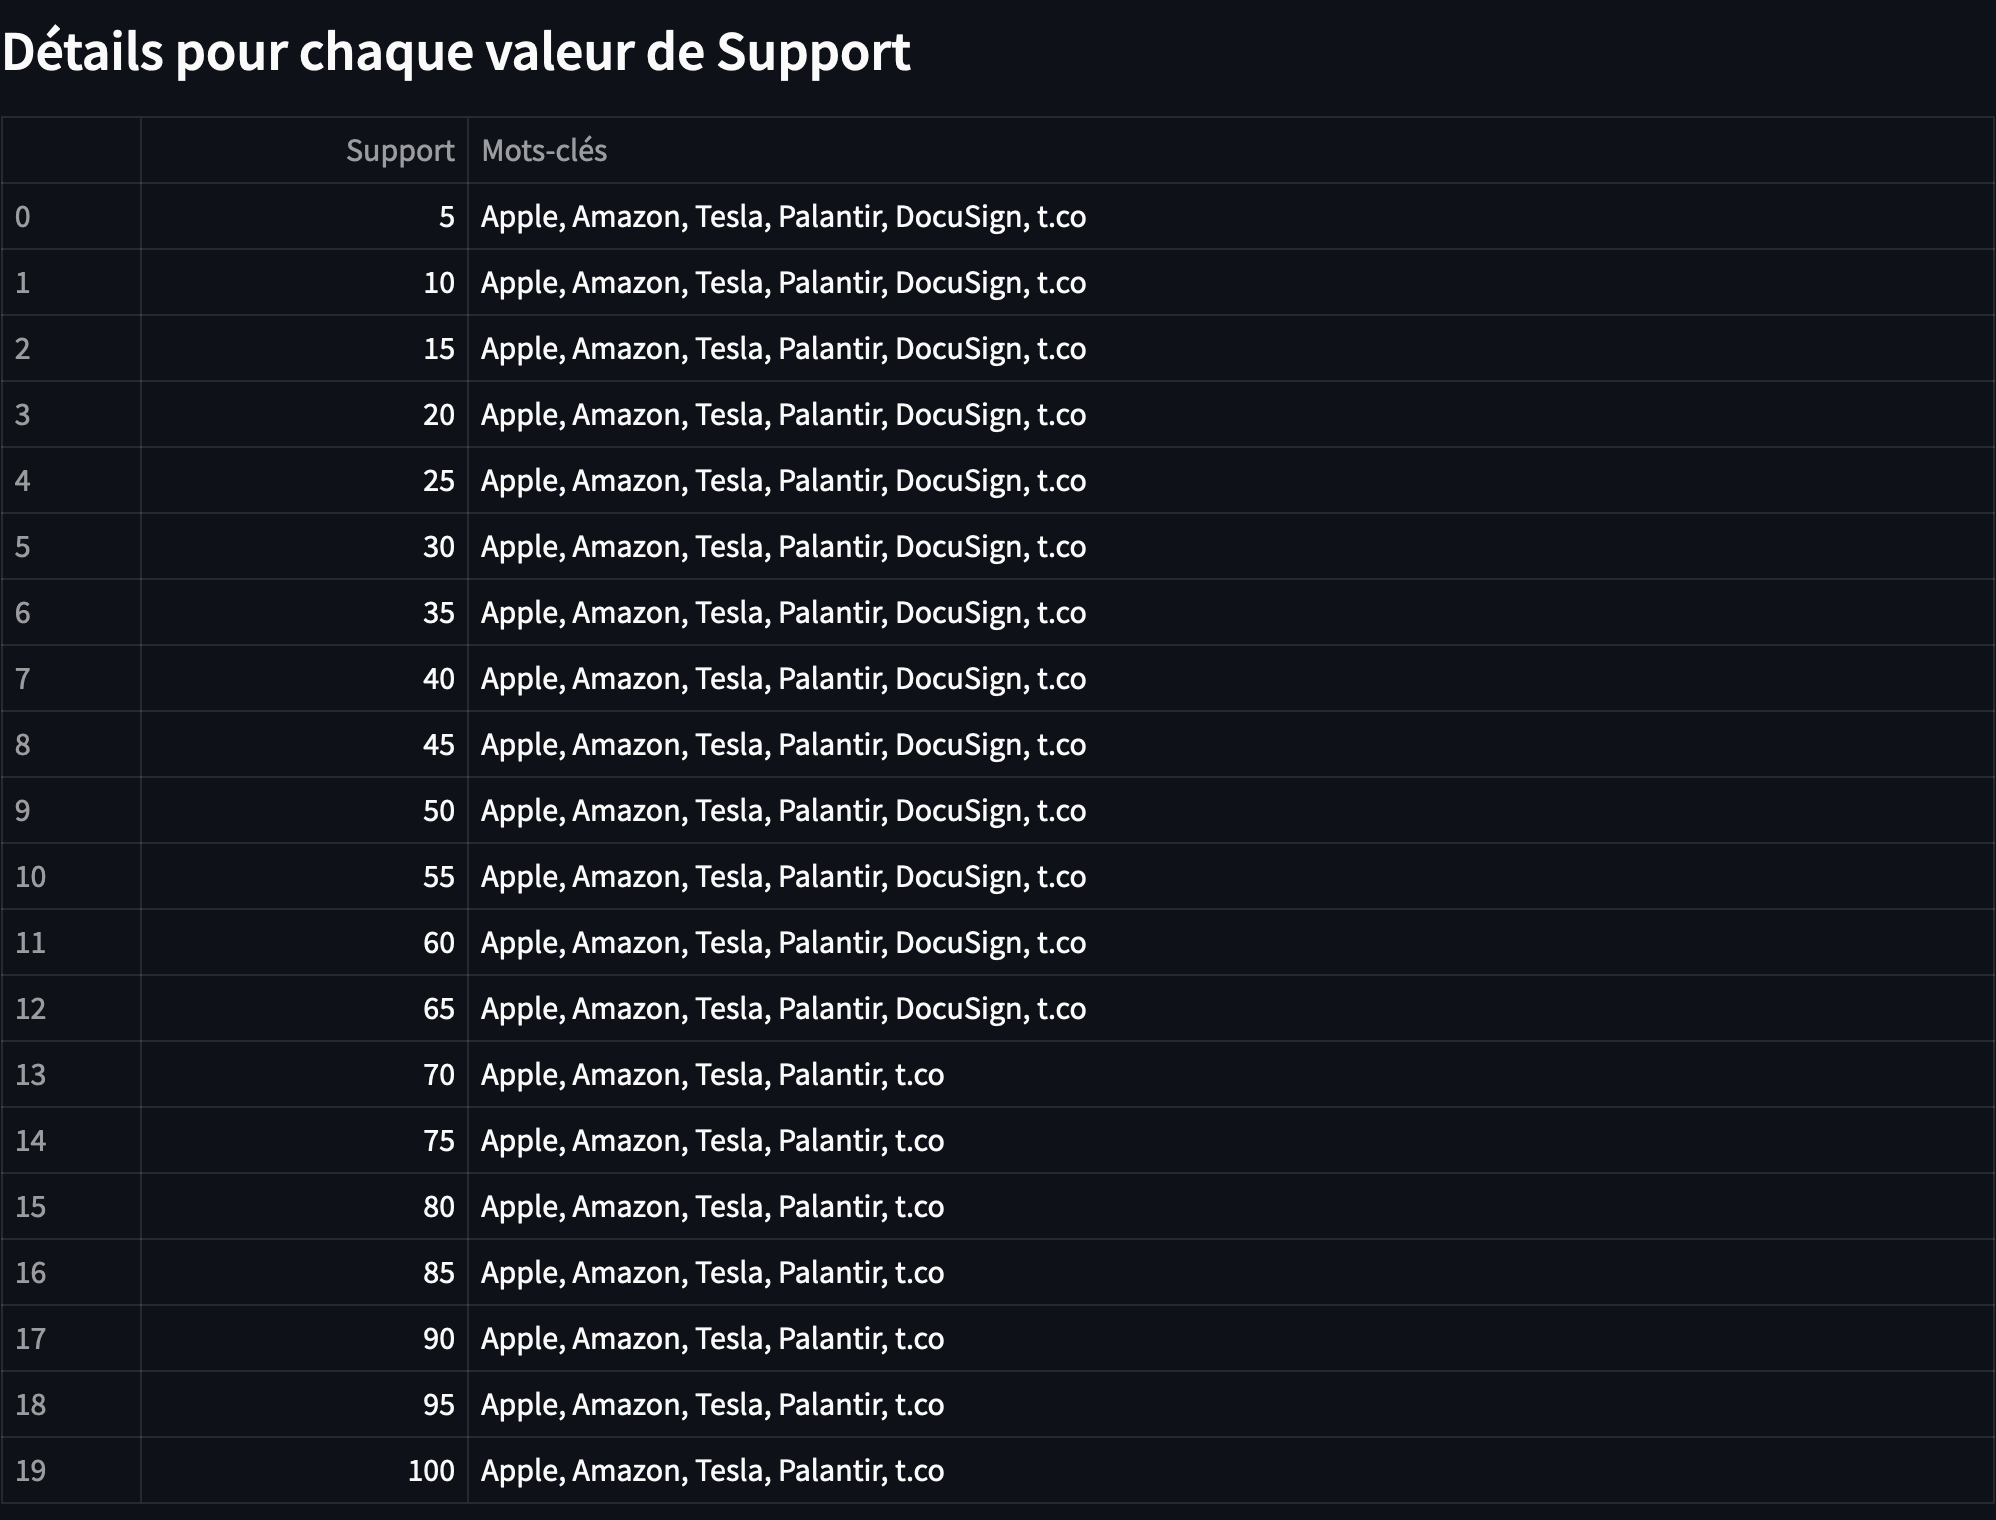 Détails pour chaque valeur de Support
Support Mots-clés
0 5 Apple, Amazon, Tesla, Palantir, DocuSign, t.co
1 10 Apple, Amazon, Tesla, Palantir, DocuSign, t.co
2 15 Apple, Amazon, Tesla, Palantir, DocuSign, t.co
3 20 Apple, Amazon, Tesla, Palantir, DocuSign, t.co
4 25 Apple, Amazon, Tesla, Palantir, DocuSign, t.co
5 30 Apple, Amazon, Tesla, Palantir, DocuSign, t.co
6 35 Apple, Amazon, Tesla, Palantir, DocuSign, t.co
7 40 Apple, Amazon, Tesla, Palantir, DocuSign, t.co
8 45 Apple, Amazon, Tesla, Palantir, DocuSign, t.co
9 50 Apple, Amazon, Tesla, Palantir, DocuSign, t.co
10 55 Apple, Amazon, Tesla, Palantir, DocuSign, t.co
11 60 Apple, Amazon, Tesla, Palantir, DocuSign, t.co
12 65 Apple, Amazon, Tesla, Palantir, DocuSign, t.co
13 70 Apple, Amazon, Tesla, Palantir, t.co
14 75 Apple, Amazon, Tesla, Palantir, t.co
15 80 Apple, Amazon, Tesla, Palantir, t.co
16 85 Apple, Amazon, Tesla, Palantir, t.co
17 90 Apple, Amazon, Tesla, Palantir, t.co
18 95 Apple, Amazon, Tesla, Palantir, t.co
19 100 Apple, Amazon, Tesla, Palantir, t.co